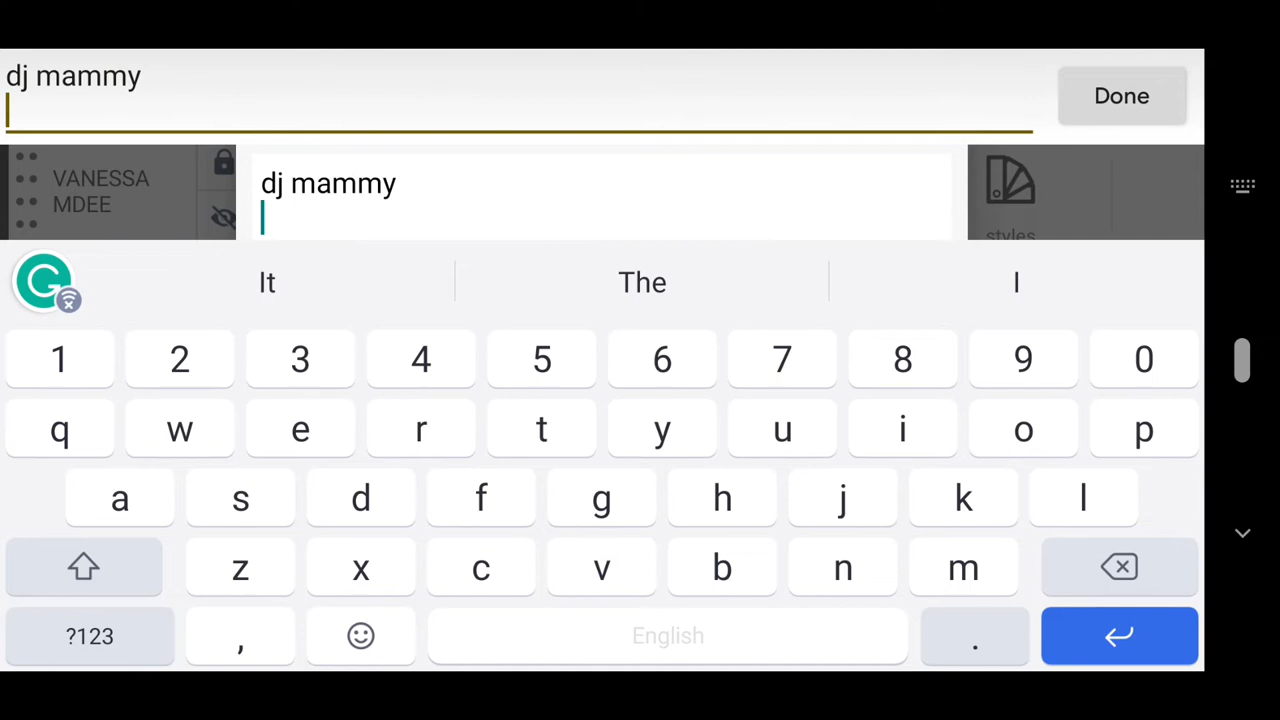 dj mammy
Done
VANESSA
MDEE
dj mammy
styles
It The I
1 2 3 4 5 6 7 8 9 0
q w e r t y u i o p
a s d f g h j k l
z x c v b n m
?123 , English .